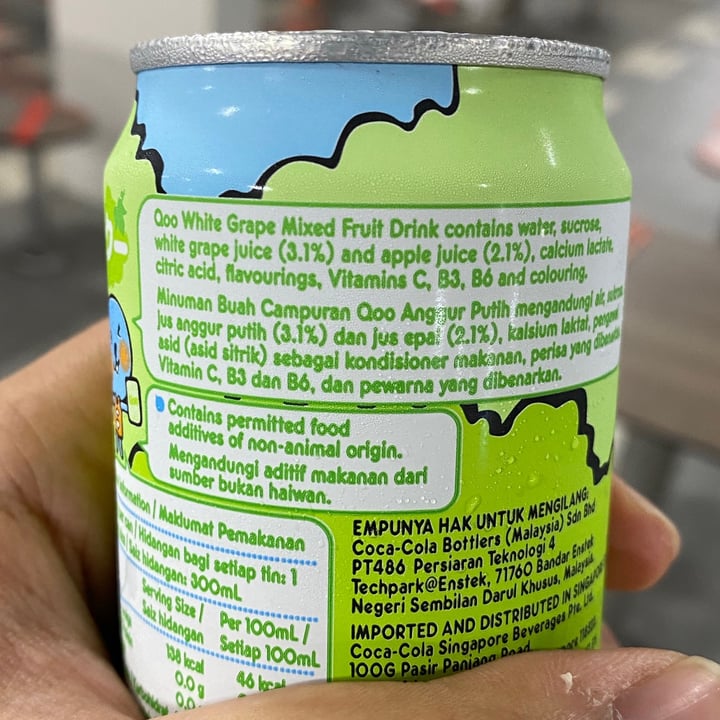 Qoo White Grape Mixed Fruit Drink contains water, sucrose,
white grape juice (3.1%) and apple juice (2.1%), calcium lactate,
citric acid, flavourings, Vitamins C, B3, B6 and colouring.
Minuman Buah Campuran Qoo Anggur Putih mengandungi air,
jus anggur putih (3.1%) dan jus epal (2.1%), kalsium laktat,
asid (asid sitrik) sebagai kondisioner makanan, perisa yang
Vitamin C, B3 dan B6, dan pewarna yang dibenarkan.
Contains permitted food
additives of non-animal origin.
Mengandungi aditif makanan dari
sumber bukan haiwan.
/ Maklumat Pemakanan
/ Hidangan bagi setiap tin: 1
/ Saiz hidangan: 300mL
Serving Size / Per 100mL /
Saiz hidangan Setiap 100mL
138 kcal 46 kcal
0.0 g
EMPUNYA HAK UNTUK MENGILANG:
Coca-Cola Bottlers (Malaysia) Sdn Bhd
PT486 Persiaran Teknologi 4
Techpark@Enstek, 71760 Bandar Enstek
Negeri Sembilan Darul Khusus, Malaysia.
IMPORTED AND DISTRIBUTED IN SINGAPORE
Coca-Cola Singapore Beverages Pte. Ltd.
100G Pasir Panjang Road